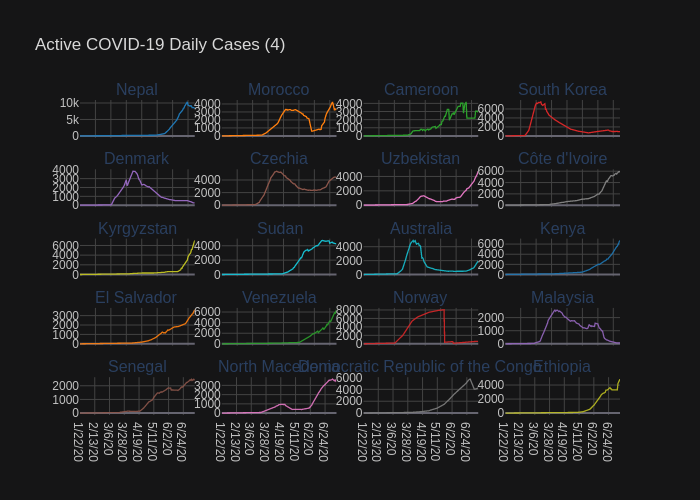 Active COVID-19 Daily Cases (4)
Nepal Morocco Cameroon South Korea
10k 4000 4000 6000
5k 3000 3000 4000
0 2000 2000 2000
1000 1000 0
0 0
Denmark Czechia Uzbekistan Côte d'Ivoire
4000 4000 4000 6000
3000 2000 2000 4000
2000 0 0 2000
1000 0
0
Kyrgyzstan Sudan Australia Kenya
6000 4000 4000 6000
4000 2000 2000 4000
2000 0 0 2000
0 0
El Salvador Venezuela Norway Malaysia
3000 6000 8000 2000
2000 4000 6000 1000
1000 2000 4000 0
0 0 2000
0
Senegal North Macedonia Democratic Republic of the Congo Ethiopia
2000 3000 6000 4000
1000 2000 4000 2000
0 1000 2000 0
0 0
1/22/20 2/13/20 3/6/20 3/28/20 4/19/20 5/11/20 6/2/20 6/24/20 1/22/20 2/13/20 3/6/20 3/28/20 4/19/20 5/11/20 6/2/20 6/24/20 1/22/20 2/13/20 3/6/20 3/28/20 4/19/20 5/11/20 6/2/20 6/24/20 1/22/20 2/13/20 3/6/20 3/28/20 4/19/20 5/11/20 6/2/20 6/24/20